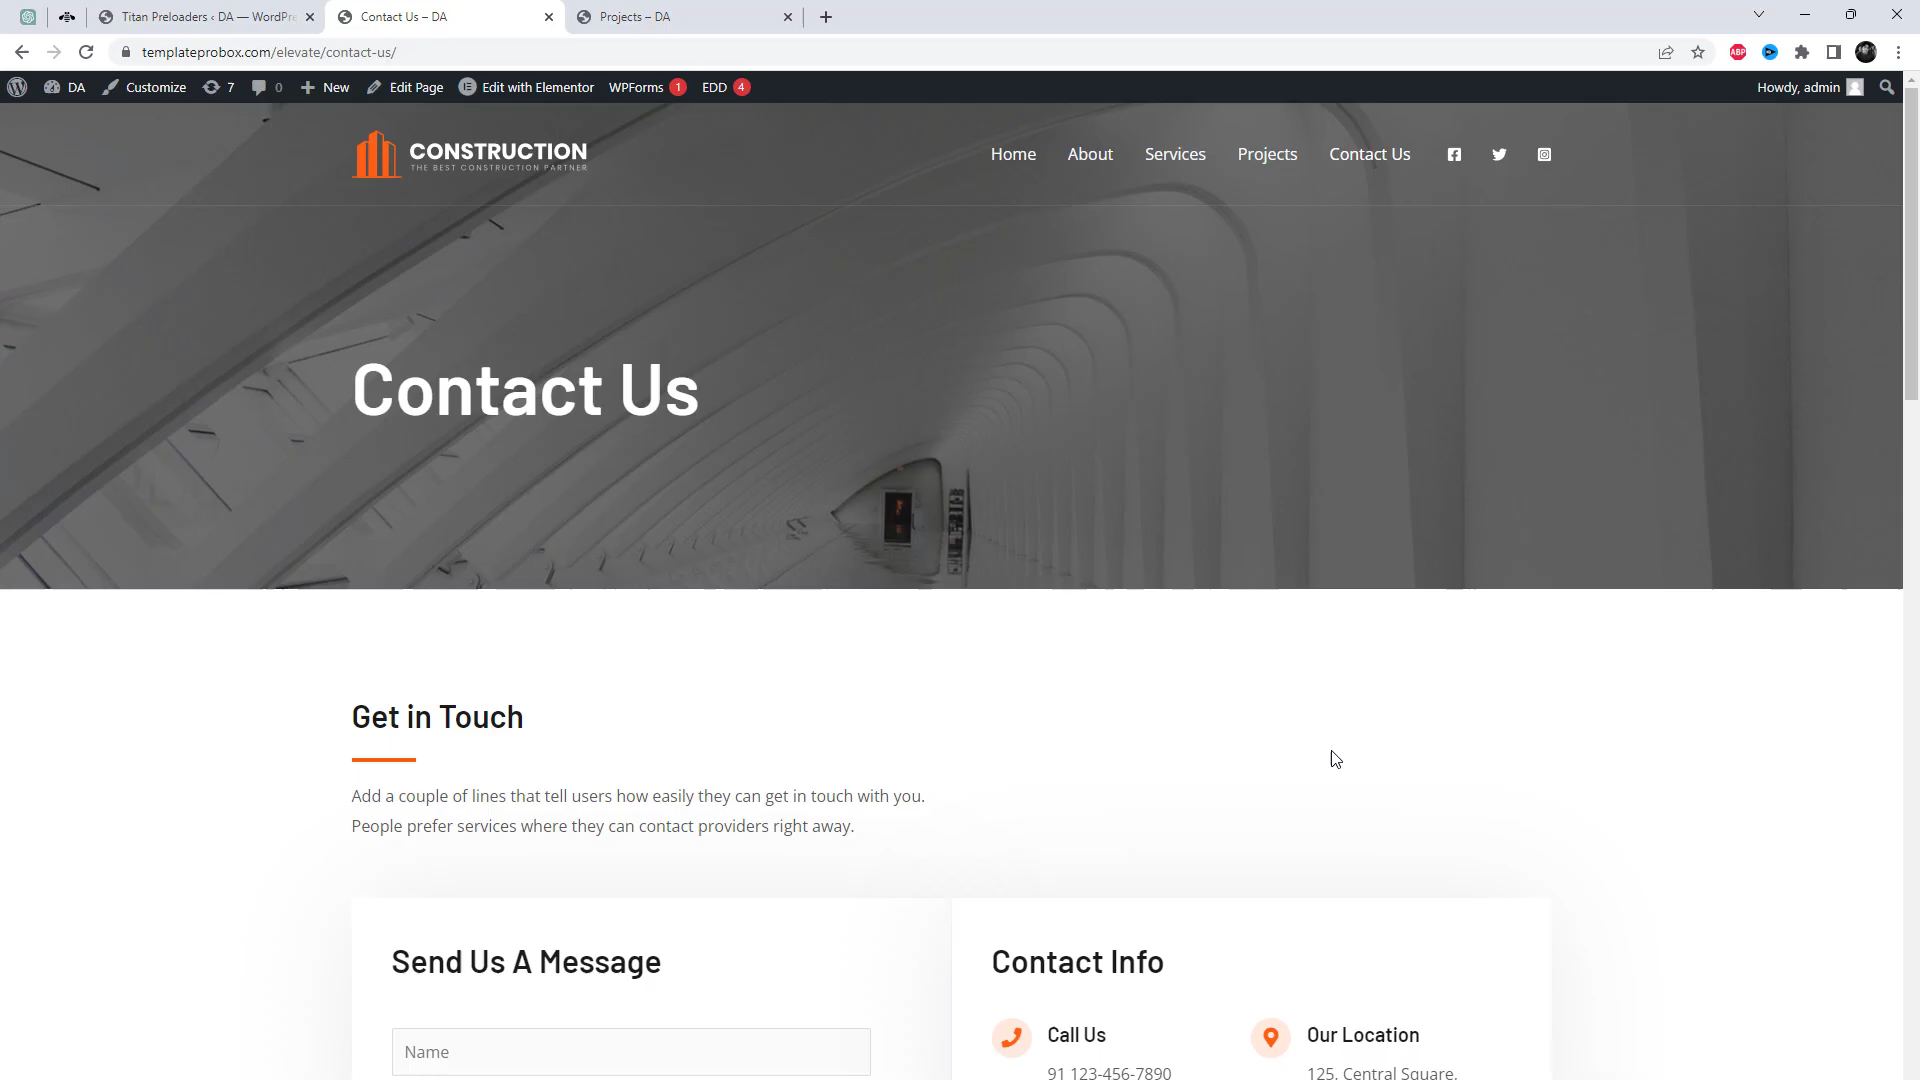 Titan Preloaders ‹ DA — WordPre
Contact Us – DA
Projects – DA
templateprobox.com/elevate/contact-us/
ABP
DA
Customize
7
0
New
Edit Page
Edit with Elementor
WPForms 1
EDD 4
Howdy, admin
CONSTRUCTION
THE BEST CONSTRUCTION PARTNER
Home
About
Services
Projects
Contact Us
Contact Us
Get in Touch
Add a couple of lines that tell users how easily they can get in touch with you.
People prefer services where they can contact providers right away.
Send Us A Message
Name
Contact Info
Call Us
91 123-456-7890
Our Location
125, Central Square,